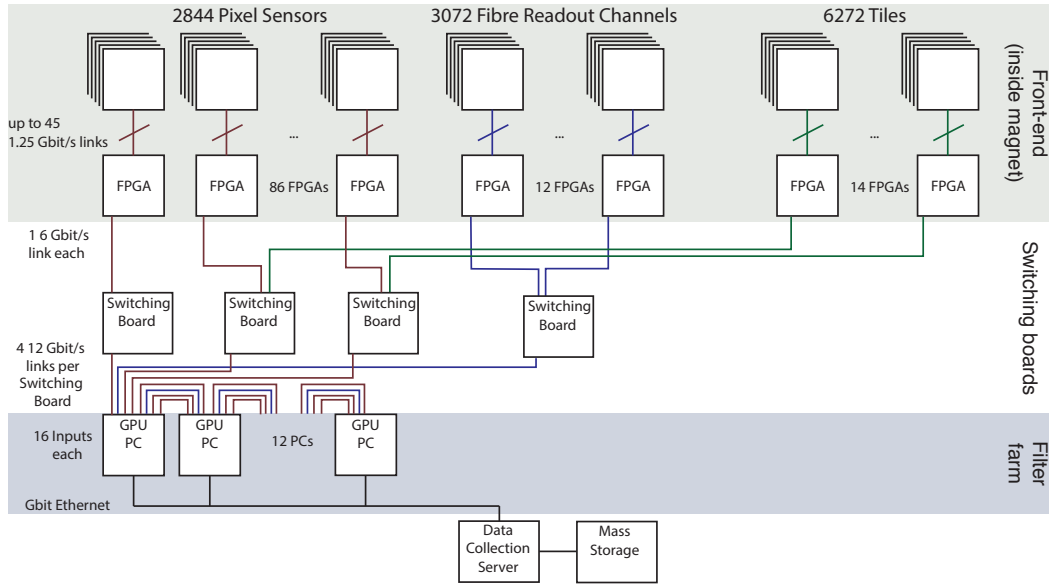 2844 Pixel Sensors
3072 Fibre Readout Channels
6272 Tiles
Front-end
(inside magnet)
up to 45
1.25 Gbit/s links
...
...
...
FPGA
FPGA
86 FPGAs
FPGA
FPGA
12 FPGAs
FPGA
FPGA
14 FPGAs
FPGA
1 6 Gbit/s
link each
Switching boards
Switching
Board
Switching
Board
Switching
Board
Switching
Board
4 12 Gbit/s
links per
Switching
Board
16 Inputs
each
GPU
PC
GPU
PC
12 PCs
GPU
PC
Filter
farm
Gbit Ethernet
Data
Collection
Server
Mass
Storage